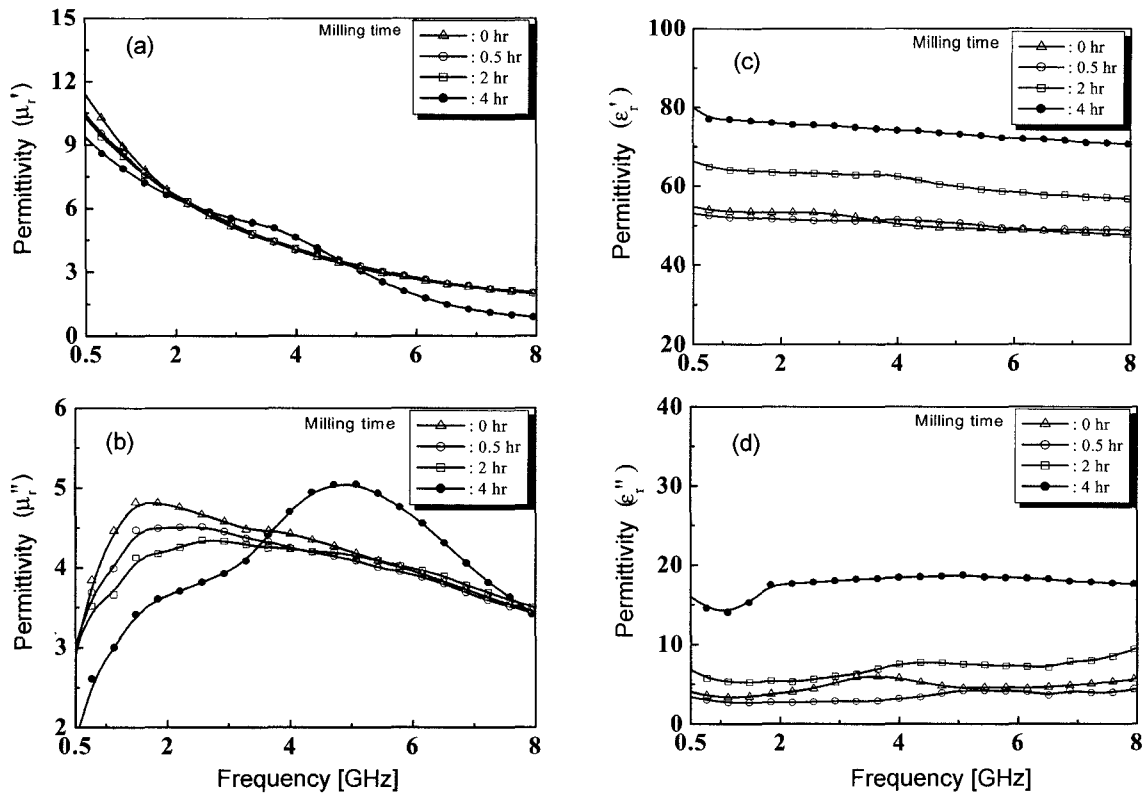 15
12
9
6
3
0
Permittivity (μr')
(a)
Milling time
: 0 hr
: 0.5 hr
: 2 hr
: 4 hr
0.5 2 4 6 8
100
80
60
40
20
Permittivity (εr')
(c)
Milling time
: 0 hr
: 0.5 hr
: 2 hr
: 4 hr
0.5 2 4 6 8
6
5
4
3
2
Permittivity (μr'')
(b)
Milling time
: 0 hr
: 0.5 hr
: 2 hr
: 4 hr
0.5 2 4 6 8
Frequency [GHz]
40
30
20
10
0
Permittivity (εr'')
(d)
Milling time
: 0 hr
: 0.5 hr
: 2 hr
: 4 hr
0.5 2 4 6 8
Frequency [GHz]